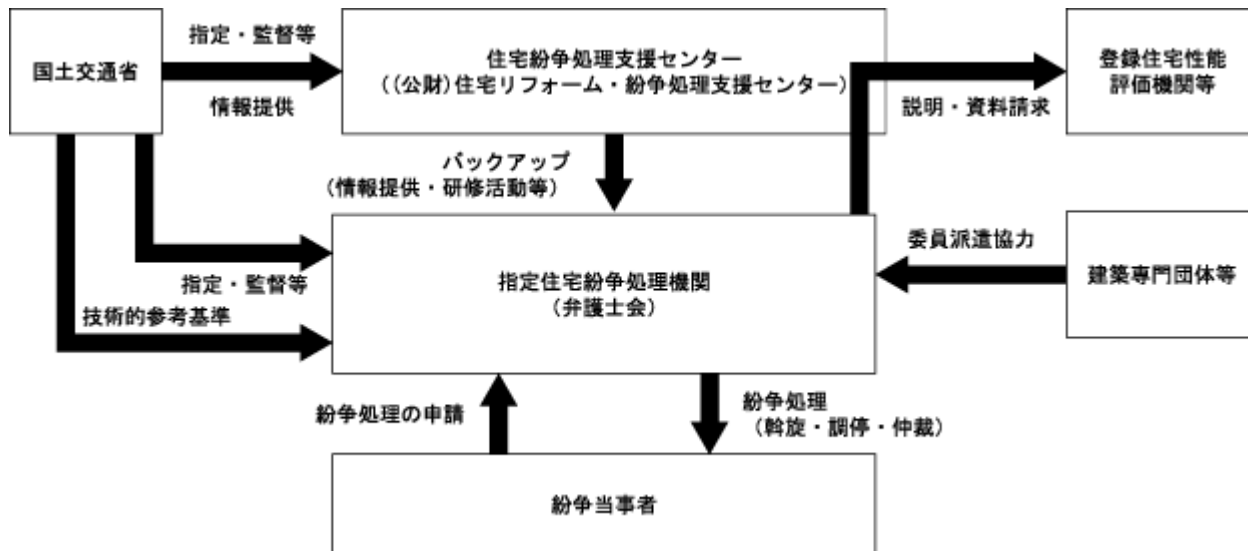 国土交通省
指定・監督等
情報提供
住宅紛争処理支援センター
((公財)住宅リフォーム・紛争処理支援センター)
登録住宅性能
評価機関等
説明・資料請求
バックアップ
(情報提供・研修活動等)
指定・監督等
技術的参考基準
指定住宅紛争処理機関
(弁護士会)
委員派遣協力
建築専門団体等
紛争処理の申請
紛争処理
(斡旋・調停・仲裁)
紛争当事者